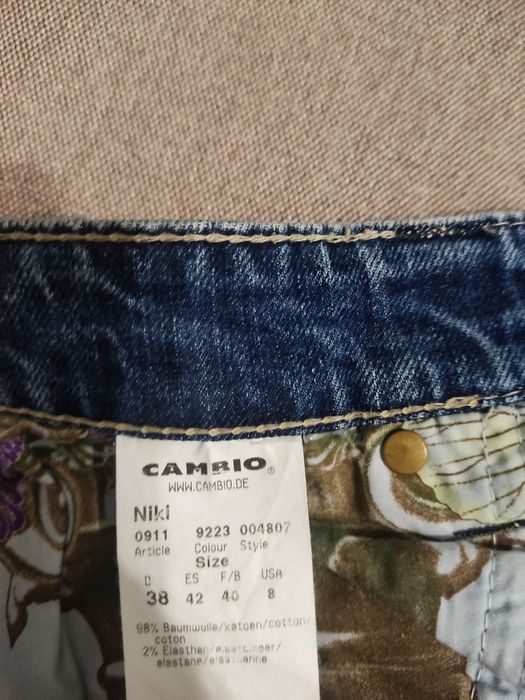 CAMBIO®
WWW.CAMBIO.DE
Niki
0911 9223 004807
Article Colour Style
Size
D ES F/B USA
38 42 40 8
98% Baumwolle/katoen/cotton/
coton
2% Elasthan/elastomper/
elastane/elasthanne